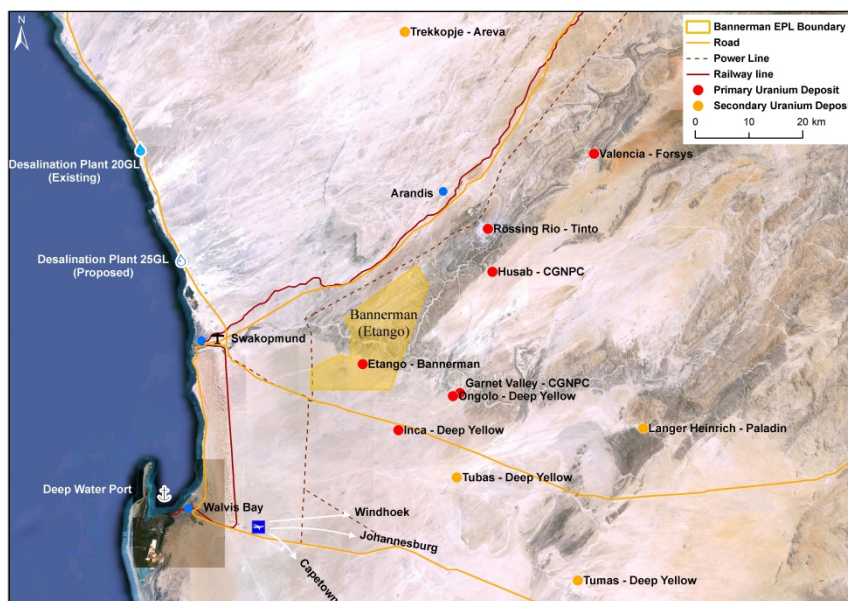 N
Trekkopje - Areva
Bannerman EPL Boundary
Road
Power Line
Railway line
Primary Uranium Deposit
Secondary Uranium Deposit
0 10 20 km
Desalination Plant 20GL
(Existing)
Valencia - Forsys
Arandis
Rössing Rio - Tinto
Desalination Plant 25GL
(Proposed)
Husab - CGNPC
Bannerman
(Etango)
Swakopmund
Etango - Bannerman
Garnet Valley - CGNPC
Ongolo - Deep Yellow
Inca - Deep Yellow
Langer Heinrich - Paladin
Tubas - Deep Yellow
Deep Water Port
Walvis Bay
Windhoek
Johannesburg
Capetown
Tumas - Deep Yellow